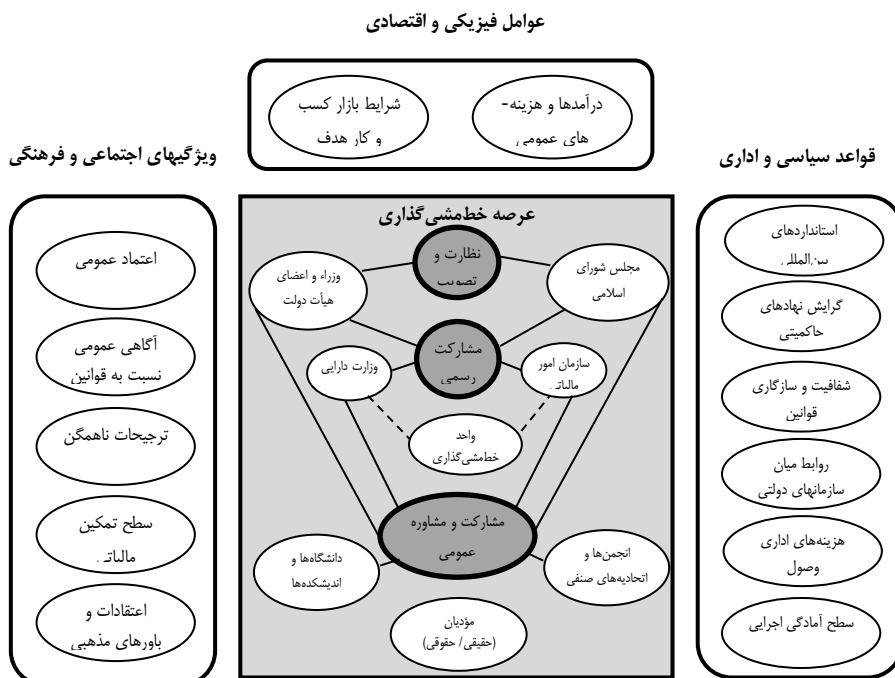 عوامل فیزیکی و اقتصادی
درآمدها و هزینه-
های عمومی
شرایط بازار کسب
و کار هدف
قواعد سیاسی و اداری
استانداردهای
بین‌المللی
گرایش نهادهای
حاکمیتی
شفافیت و سازگاری
قوانین
روابط میان
سازمانهای دولتی
هزینه‌های اداری
وصول
سطح آمادگی اجرایی
عرصه خط‌مشی‌گذاری
نظارت و
تصویب
مجلس شورای
اسلامی
وزراء و اعضای
هیأت دولت
مشارکت
رسمی
سازمان امور
مالیاتی
وزارت دارایی
واحد
خط‌مشی‌گذاری
مشارکت و مشاوره
عمومی
انجمن‌ها و
اتحادیه‌های صنفی
دانشگاه‌ها و
اندیشکده‌ها
مؤدیان
(حقیقی/ حقوقی)
ویژگیهای اجتماعی و فرهنگی
اعتماد عمومی
آگاهی عمومی
نسبت به قوانین
ترجیحات ناهمگن
سطح تمکین
مالیاتی
اعتقادات و
باورهای مذهبی